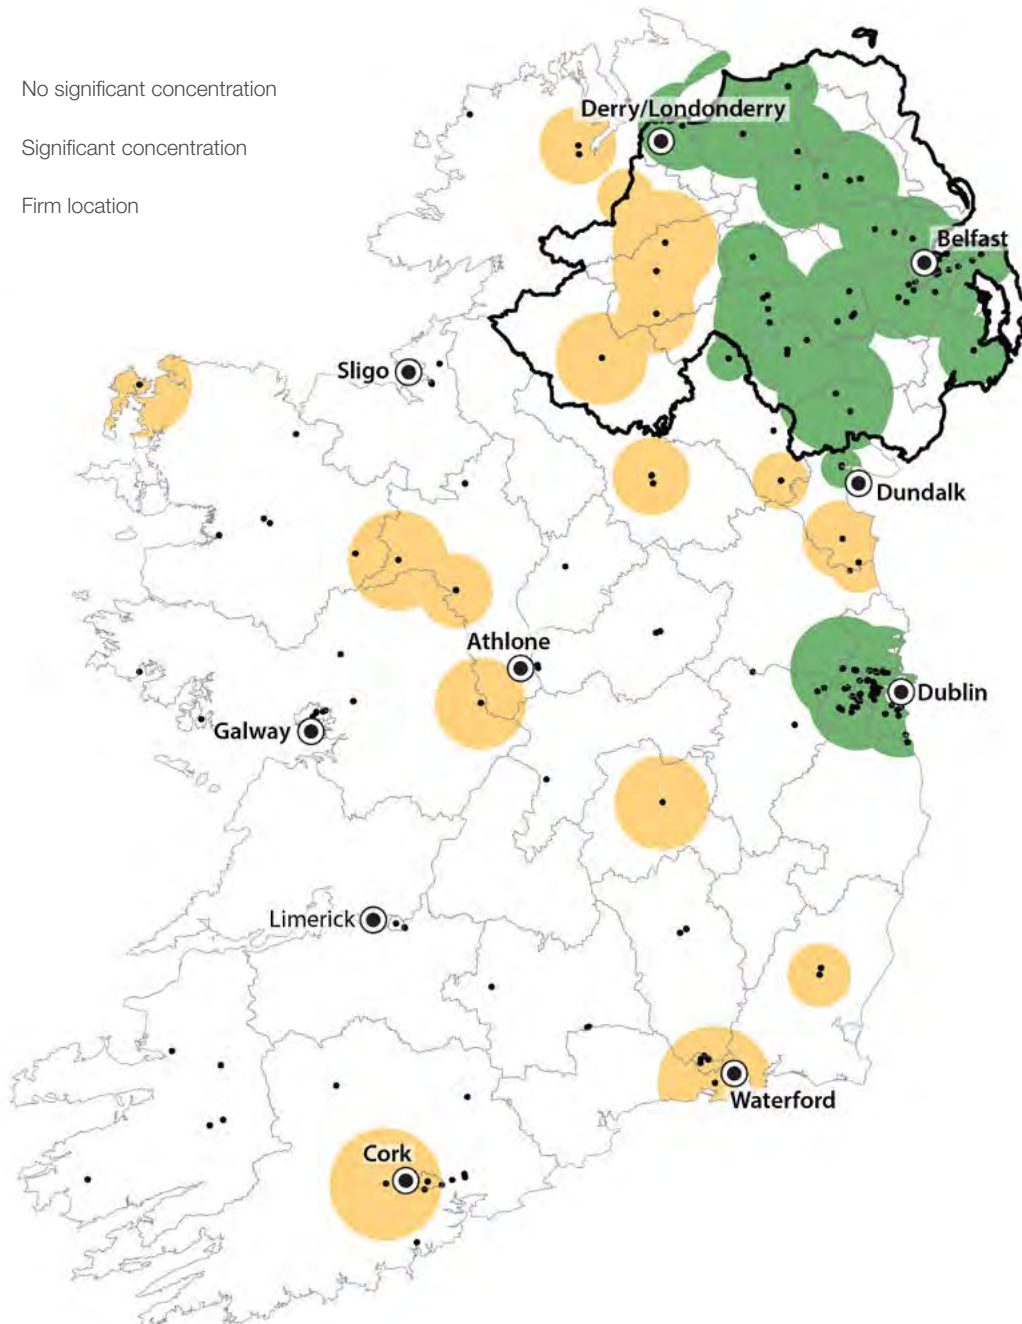 No significant concentration
Significant concentration
Firm location
Derry/Londonderry
Belfast
Sligo
Dundalk
Athlone
Dublin
Galway
Limerick
Waterford
Cork